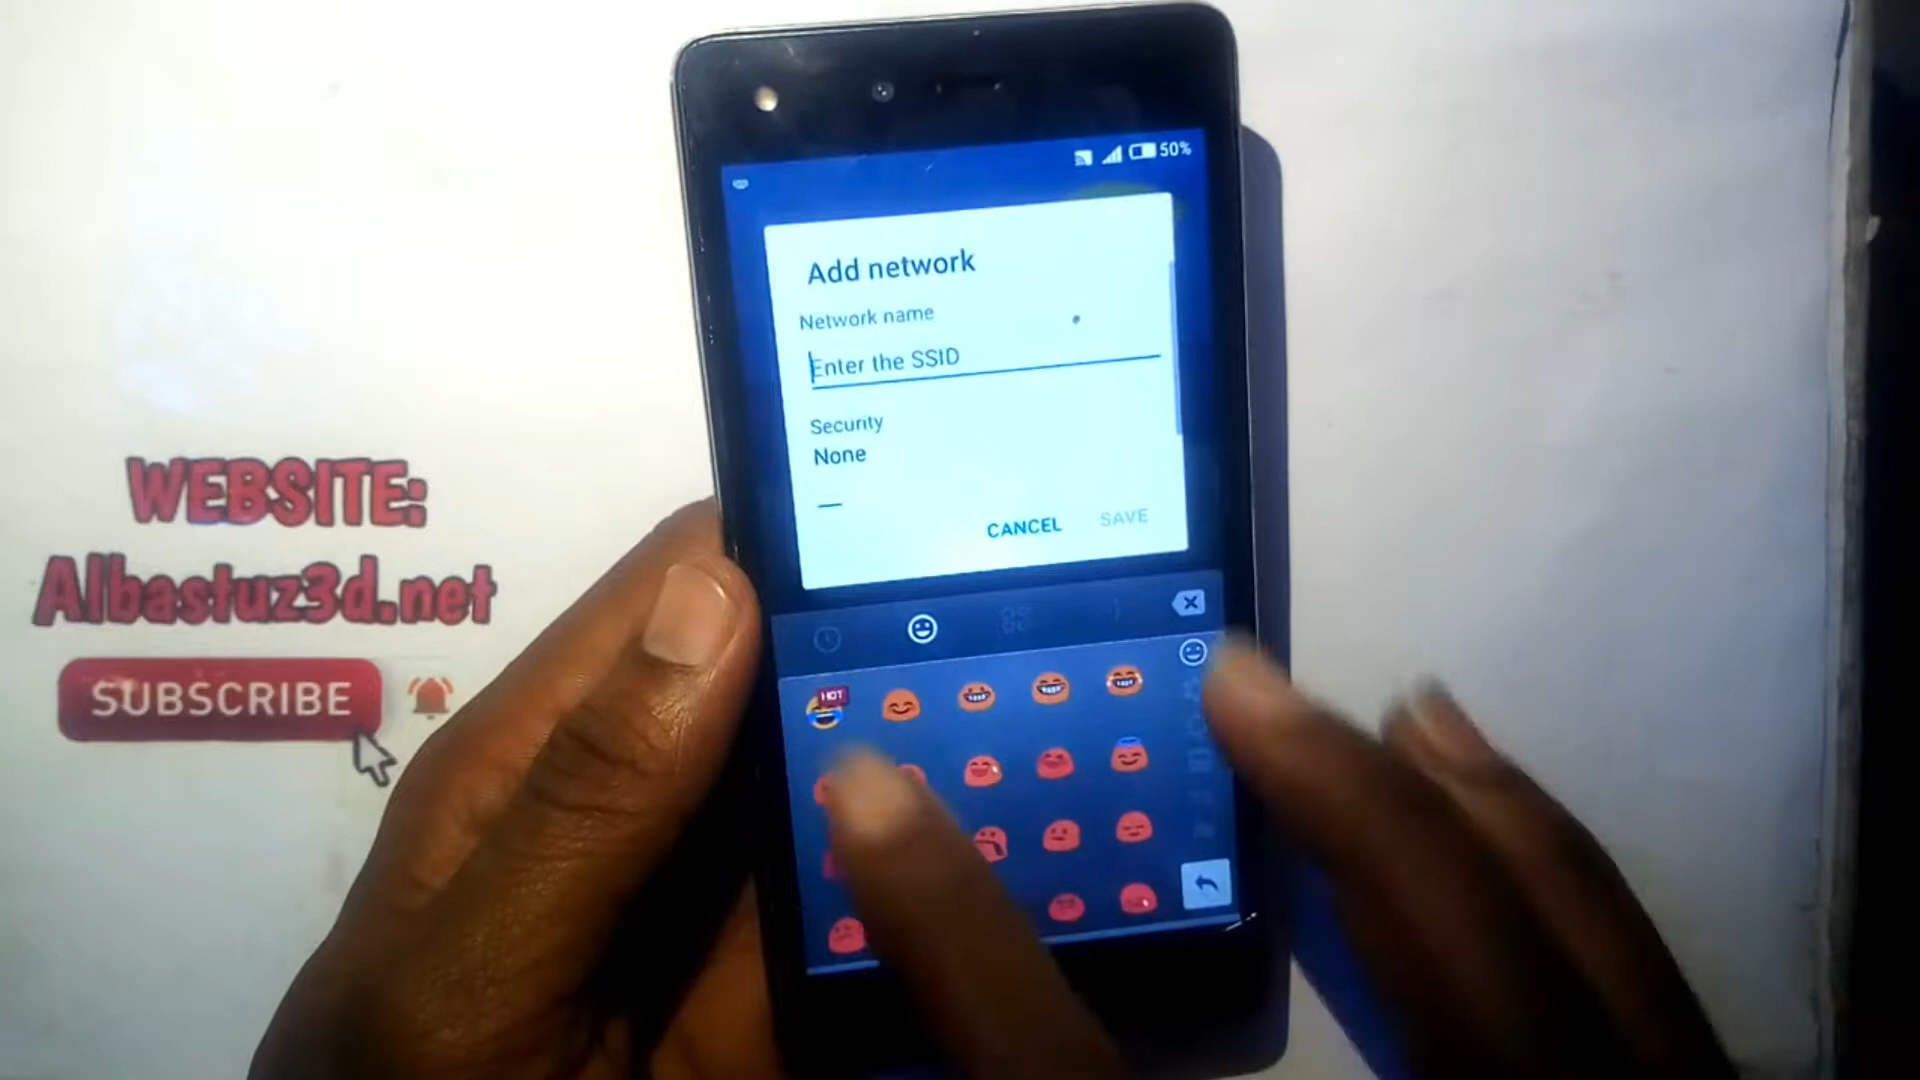 50%
Add network
Network name
Enter the SSID
Security
None
CANCEL SAVE
HOT
WEBSITE:
Albastuz3d.net
SUBSCRIBE